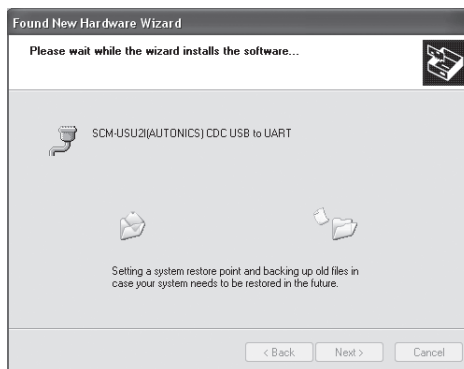 Found New Hardware Wizard
Please wait while the wizard installs the software...
SCM-USU2I(AUTONICS) CDC USB to UART
Setting a system restore point and backing up old files in
case your system needs to be restored in the future.
< Back
Next >
Cancel